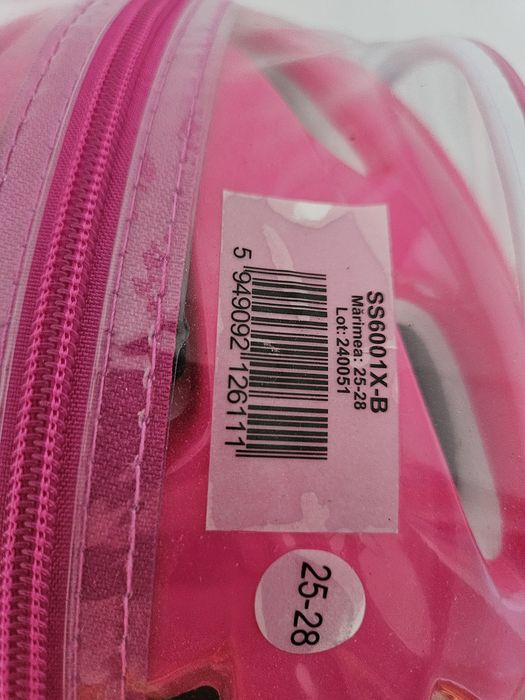 SS6001X-B
Mărimea: 25-28
Lot: 240051
5 949092 126111
25-28